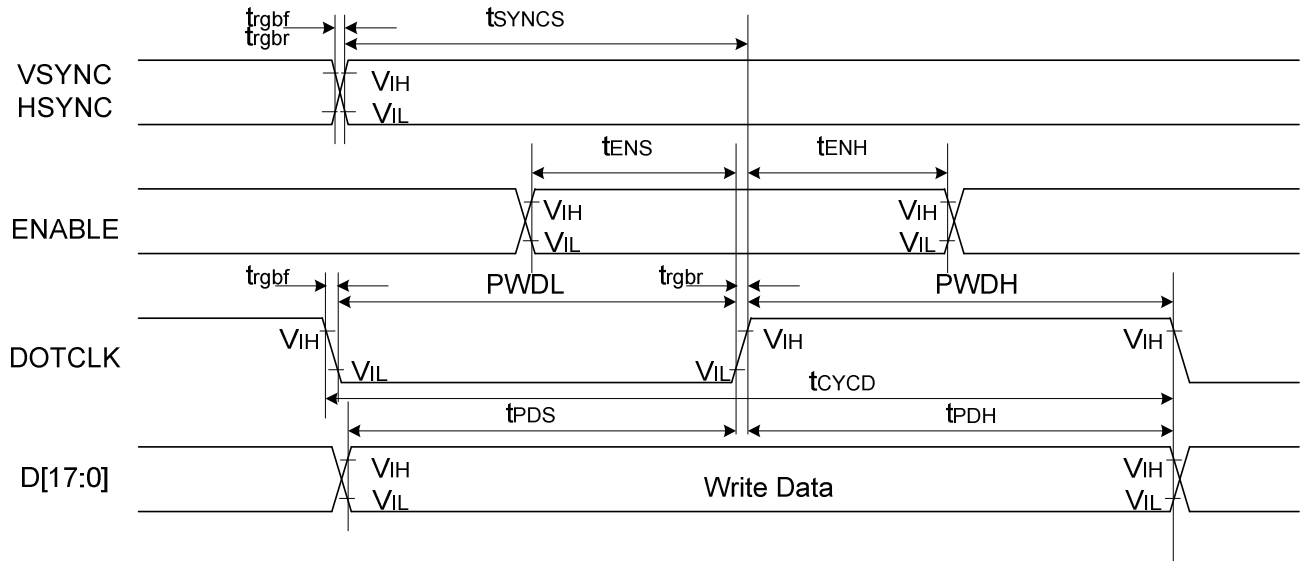 trgbf
trgbr
tSYNCS
VSYNC
HSYNC
VIH
VIL
tENS
tENH
ENABLE
VIH
VIL
VIH
VIL
trgbf
PWDL
trgbr
PWDH
DOTCLK
VIH
VIL
VIL
VIH
VIH
tCYCD
tPDS
tPDH
D[17:0]
VIH
VIL
Write Data
VIH
VIL